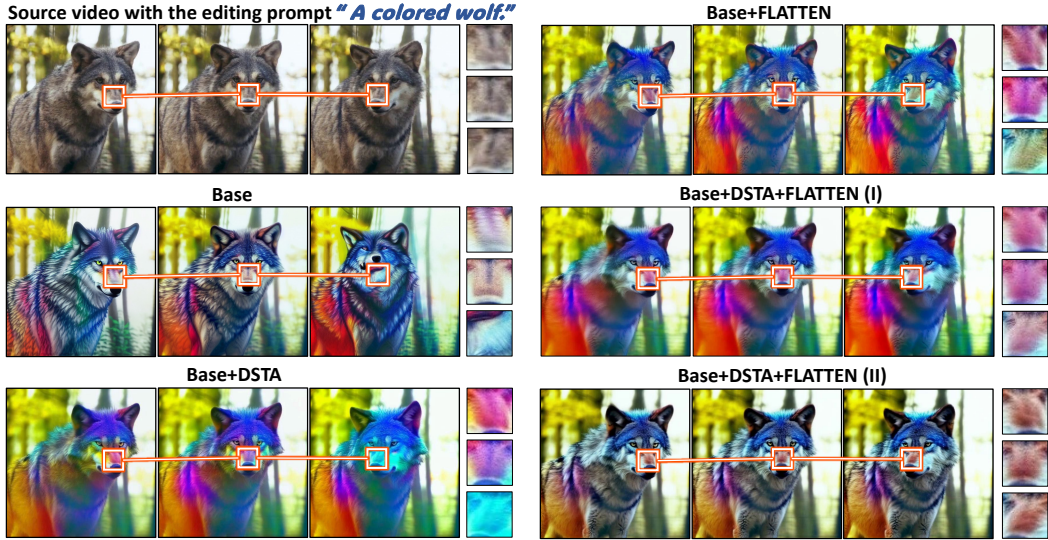 Source video with the editing prompt “ A colored wolf.”
Base
Base+DSTA
Base+FLATTEN
Base+DSTA+FLATTEN (I)
Base+DSTA+FLATTEN (II)